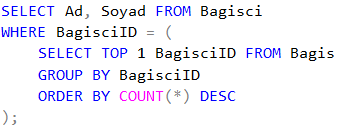 SELECT Ad, Soyad FROM Bagisci
WHERE BagisciID = (
    SELECT TOP 1 BagisciID FROM Bagis
    GROUP BY BagisciID
    ORDER BY COUNT(*) DESC
);